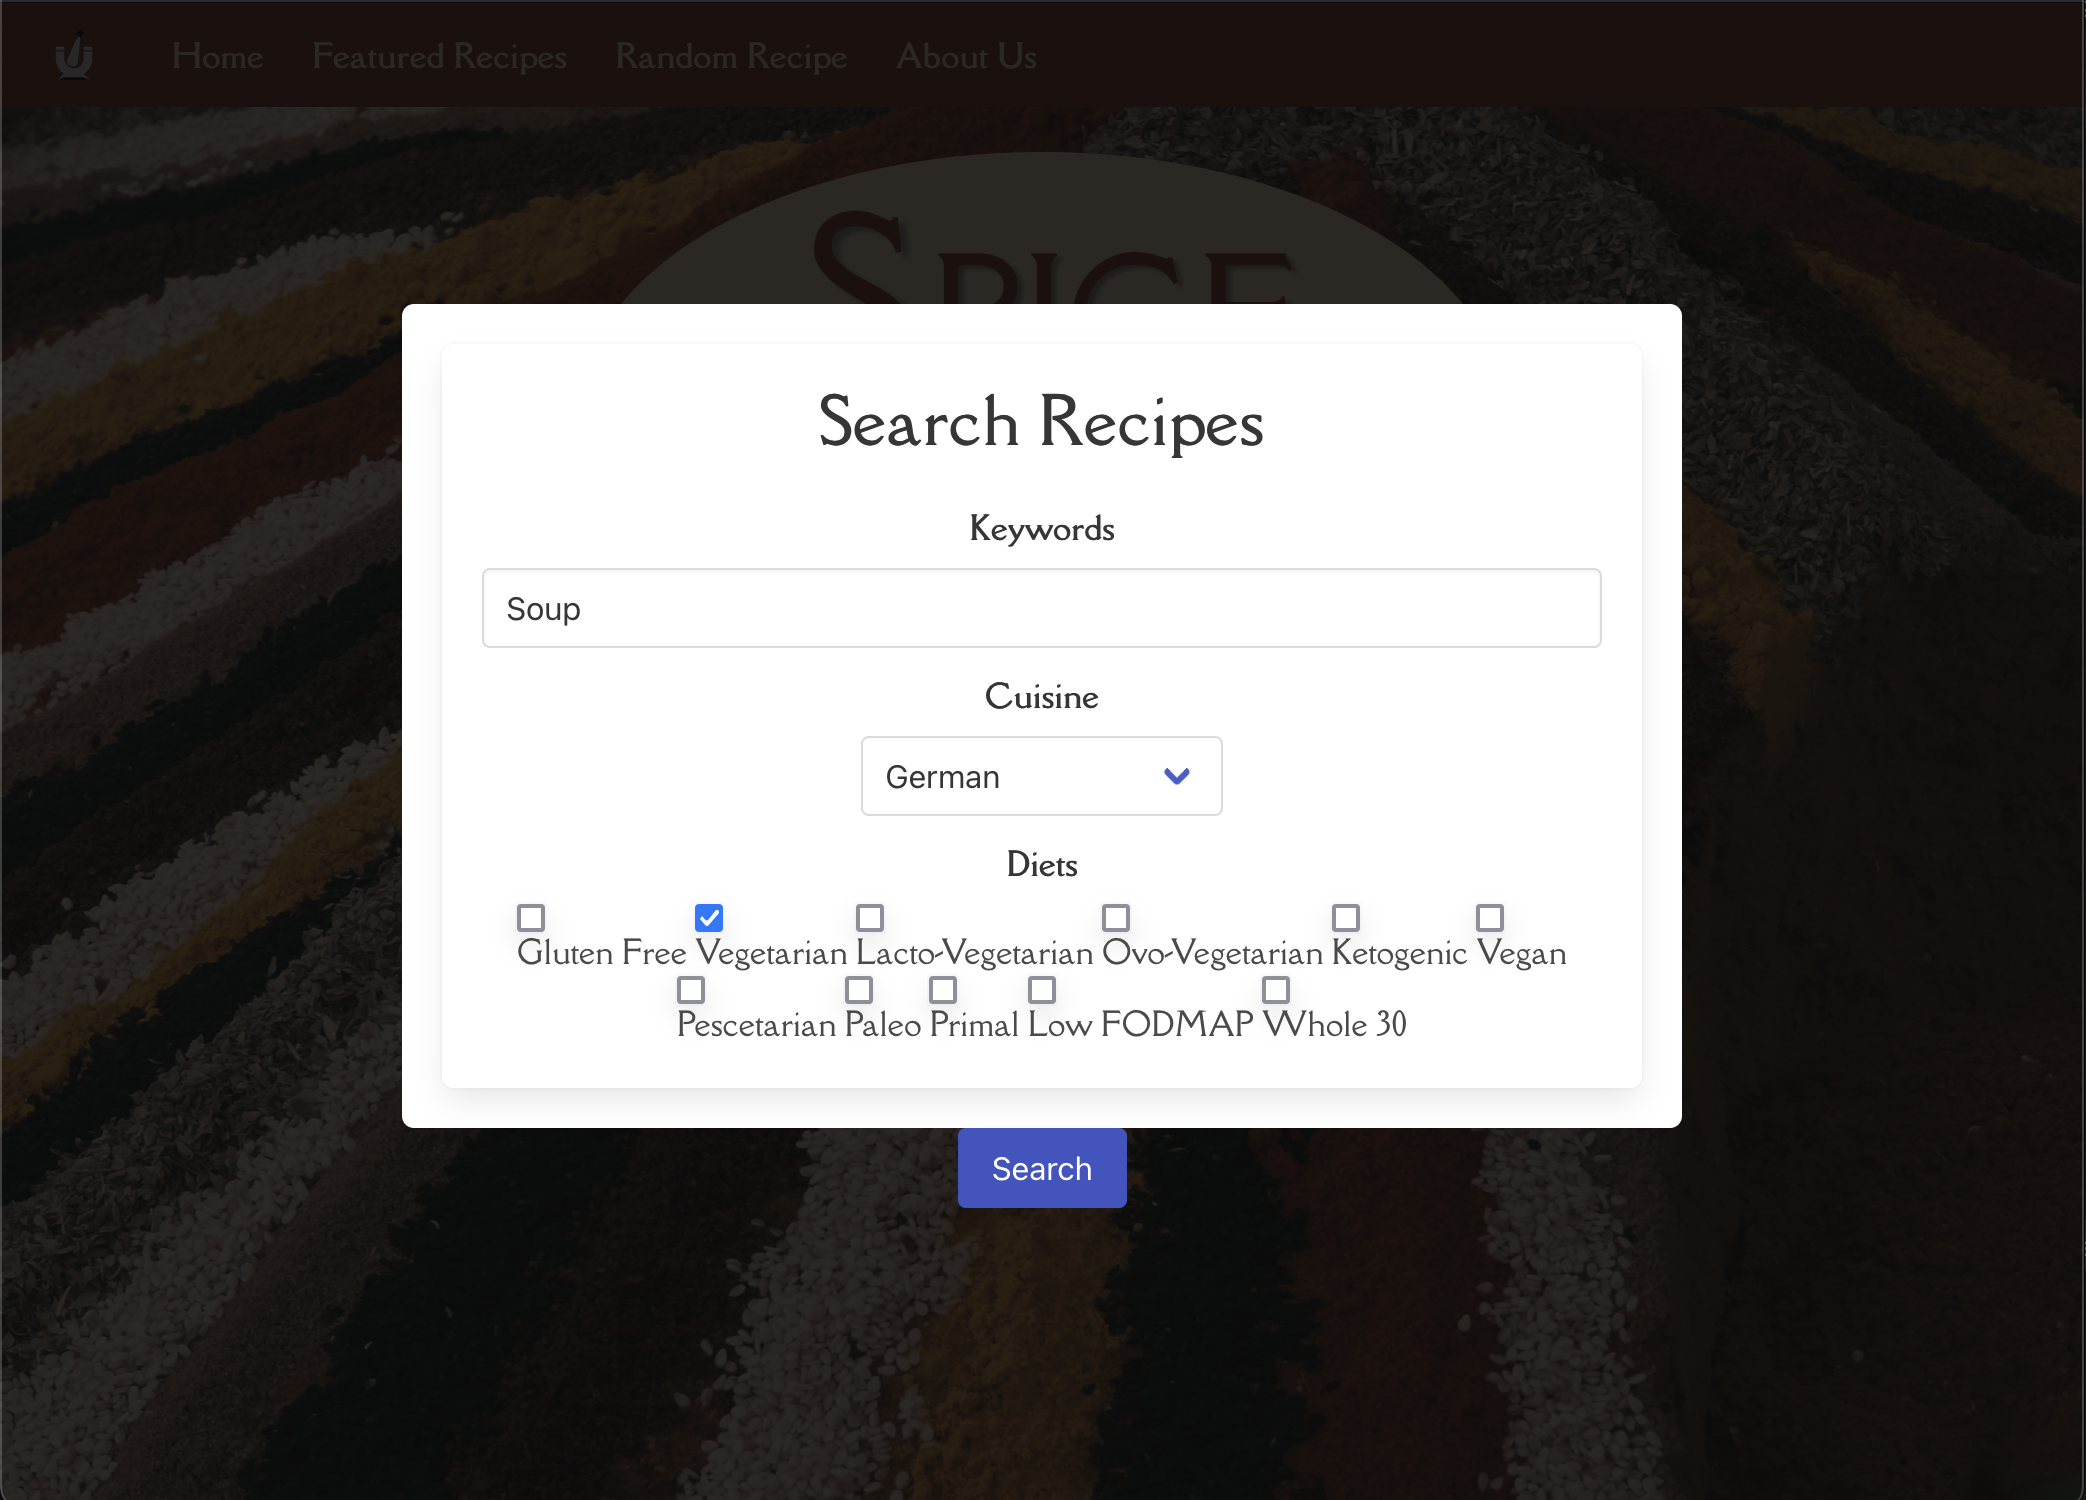 Home Featured Recipes Random Recipe About Us
SPICE
Search Recipes
Keywords
Soup
Cuisine
German
Diets
Gluten Free Vegetarian Lacto-Vegetarian Ovo-Vegetarian Ketogenic Vegan
Pescetarian Paleo Primal Low FODMAP Whole 30
Search